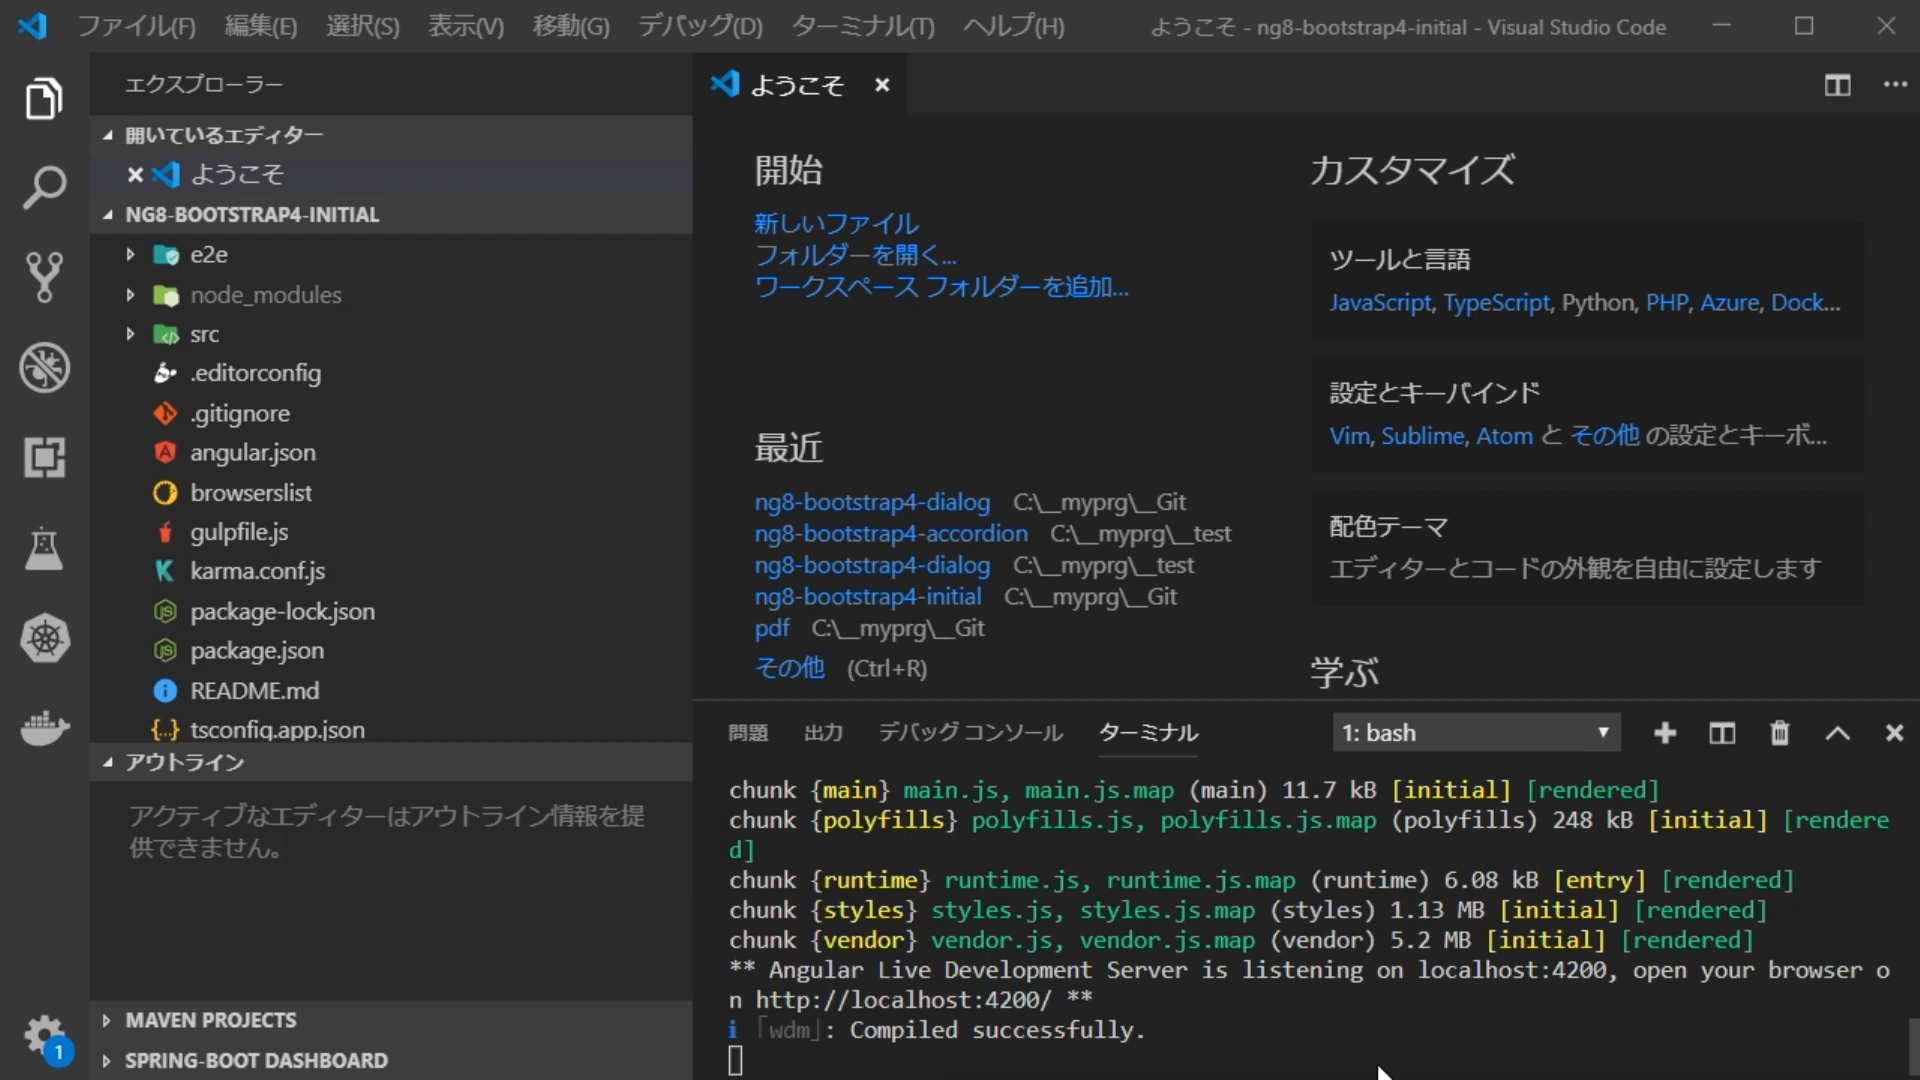 ファイル(F) 編集(E) 選択(S) 表示(V) 移動(G) デバッグ(D) ターミナル(T) ヘルプ(H) ようこそ - ng8-bootstrap4-initial - Visual Studio Code
エクスプローラー
開いているエディター
ようこそ
NG8-BOOTSTRAP4-INITIAL
e2e
node_modules
src
.editorconfig
.gitignore
angular.json
browserslist
gulpfile.js
karma.conf.js
package-lock.json
package.json
README.md
tsconfig.app.json
アウトライン
アクティブなエディターはアウトライン情報を提
供できません。
MAVEN PROJECTS
SPRING-BOOT DASHBOARD
1
ようこそ
開始
新しいファイル
フォルダーを開く...
ワークスペース フォルダーを追加...
最近
ng8-bootstrap4-dialog C:\__myprg\__Git
ng8-bootstrap4-accordion C:\__myprg\__test
ng8-bootstrap4-dialog C:\__myprg\__test
ng8-bootstrap4-initial C:\__myprg\__Git
pdf C:\__myprg\__Git
その他 (Ctrl+R)
カスタマイズ
ツールと言語
JavaScript, TypeScript, Python, PHP, Azure, Dock...
設定とキーバインド
Vim, Sublime, Atom と その他 の設定とキーボ...
配色テーマ
エディターとコードの外観を自由に設定します
学ぶ
問題 出力 デバッグ コンソール ターミナル 1: bash
chunk {main} main.js, main.js.map (main) 11.7 kB [initial] [rendered]
chunk {polyfills} polyfills.js, polyfills.js.map (polyfills) 248 kB [initial] [rendere
d]
chunk {runtime} runtime.js, runtime.js.map (runtime) 6.08 kB [entry] [rendered]
chunk {styles} styles.js, styles.js.map (styles) 1.13 MB [initial] [rendered]
chunk {vendor} vendor.js, vendor.js.map (vendor) 5.2 MB [initial] [rendered]
** Angular Live Development Server is listening on localhost:4200, open your browser o
n http://localhost:4200/ **
i ｢wdm｣: Compiled successfully.